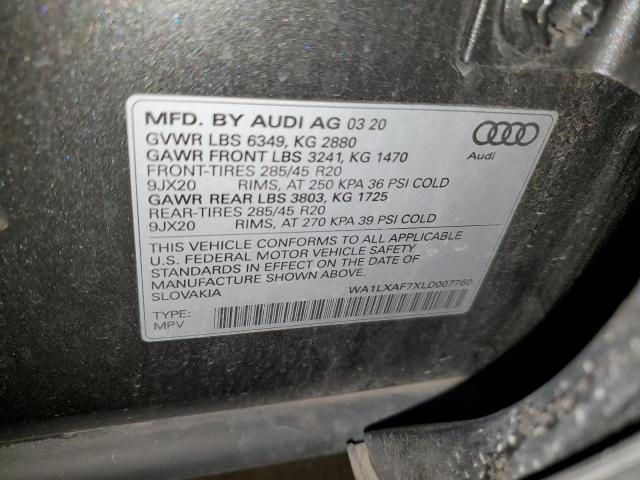 MFD. BY AUDI AG 03 20
GVWR LBS 6349, KG 2880
GAWR FRONT LBS 3241, KG 1470
FRONT-TIRES 285/45 R20
9JX20 RIMS, AT 250 KPA 36 PSI COLD
GAWR REAR LBS 3803, KG 1725
REAR-TIRES 285/45 R20
9JX20 RIMS, AT 270 KPA 39 PSI COLD
Audi
THIS VEHICLE CONFORMS TO ALL APPLICABLE
U.S. FEDERAL MOTOR VEHICLE SAFETY
STANDARDS IN EFFECT ON THE DATE OF
MANUFACTURE SHOWN ABOVE.
SLOVAKIA
WA1LXAF7XLD007760
TYPE:
MPV